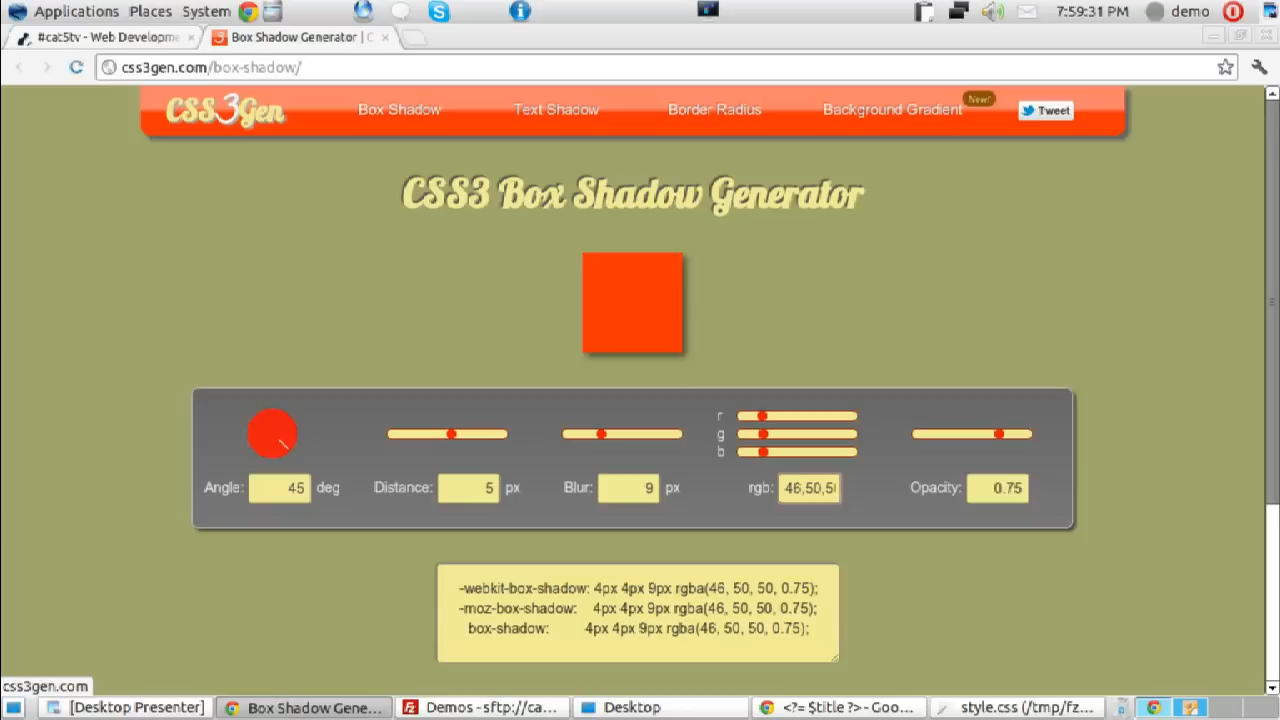 Applications Places System 7:59:31 PM demo
#cat5tv - Web Developme Box Shadow Generator | C
css3gen.com/box-shadow/
CSS3Gen Box Shadow Text Shadow Border Radius Background Gradient New! Tweet
CSS3 Box Shadow Generator
r
g
b
Angle: 45 deg Distance: 5 px Blur: 9 px rgb: 46,50,5 Opacity: 0.75
-webkit-box-shadow: 4px 4px 9px rgba(46, 50, 50, 0.75);
-moz-box-shadow: 4px 4px 9px rgba(46, 50, 50, 0.75);
box-shadow: 4px 4px 9px rgba(46, 50, 50, 0.75);
css3gen.com
[Desktop Presenter] Box Shadow Gene... Demos - sftp://ca... Desktop <?= $title ?> - Goo... style.css (/tmp/fz...